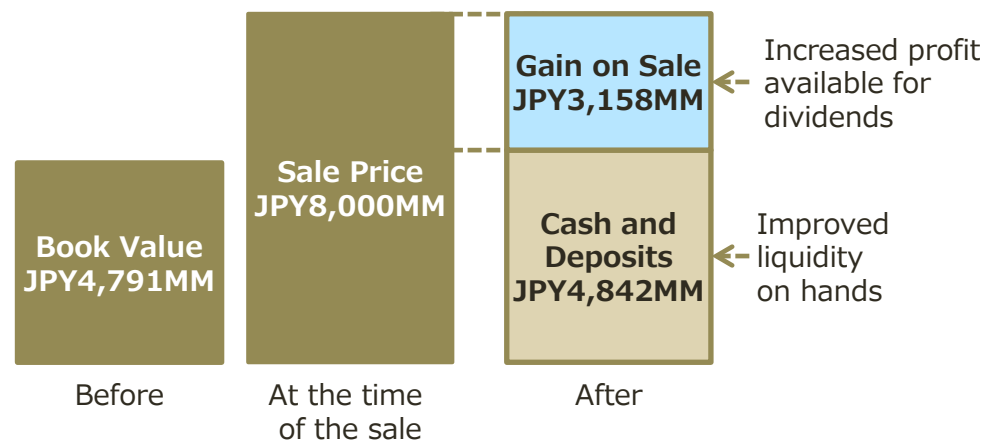 Book Value
JPY4,791MM
Before
Sale Price
JPY8,000MM
At the time
of the sale
Gain on Sale
JPY3,158MM
Cash and
Deposits
JPY4,842MM
After
Increased profit
available for
dividends
Improved
liquidity
on hands